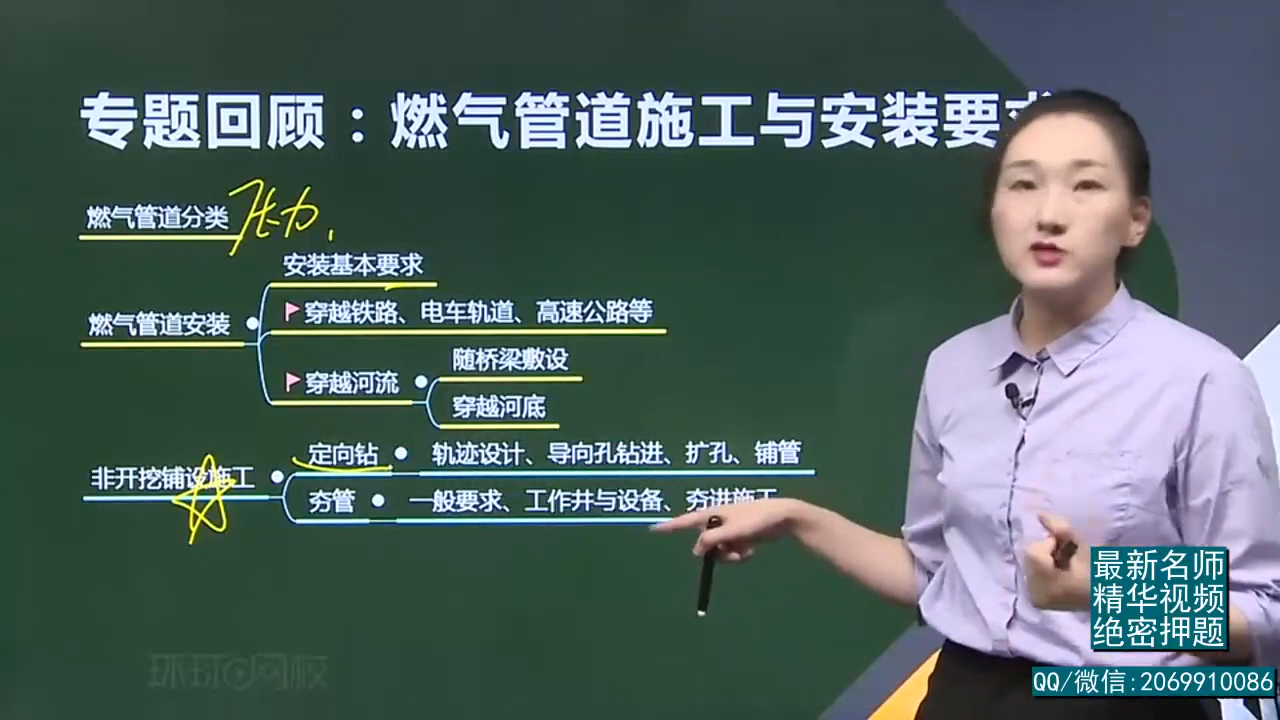 专题回顾：燃气管道施工与安装要求
燃气管道分类
压力
安装基本要求
燃气管道安装
穿越铁路、电车轨道、高速公路等
穿越河流
随桥梁敷设
穿越河底
非开挖铺设施工
定向钻
轨迹设计、导向孔钻进、扩孔、铺管
夯管
一般要求、工作井与设备、夯进施工
最新名师
精华视频
绝密押题
QQ/微信:2069910086
环球网校